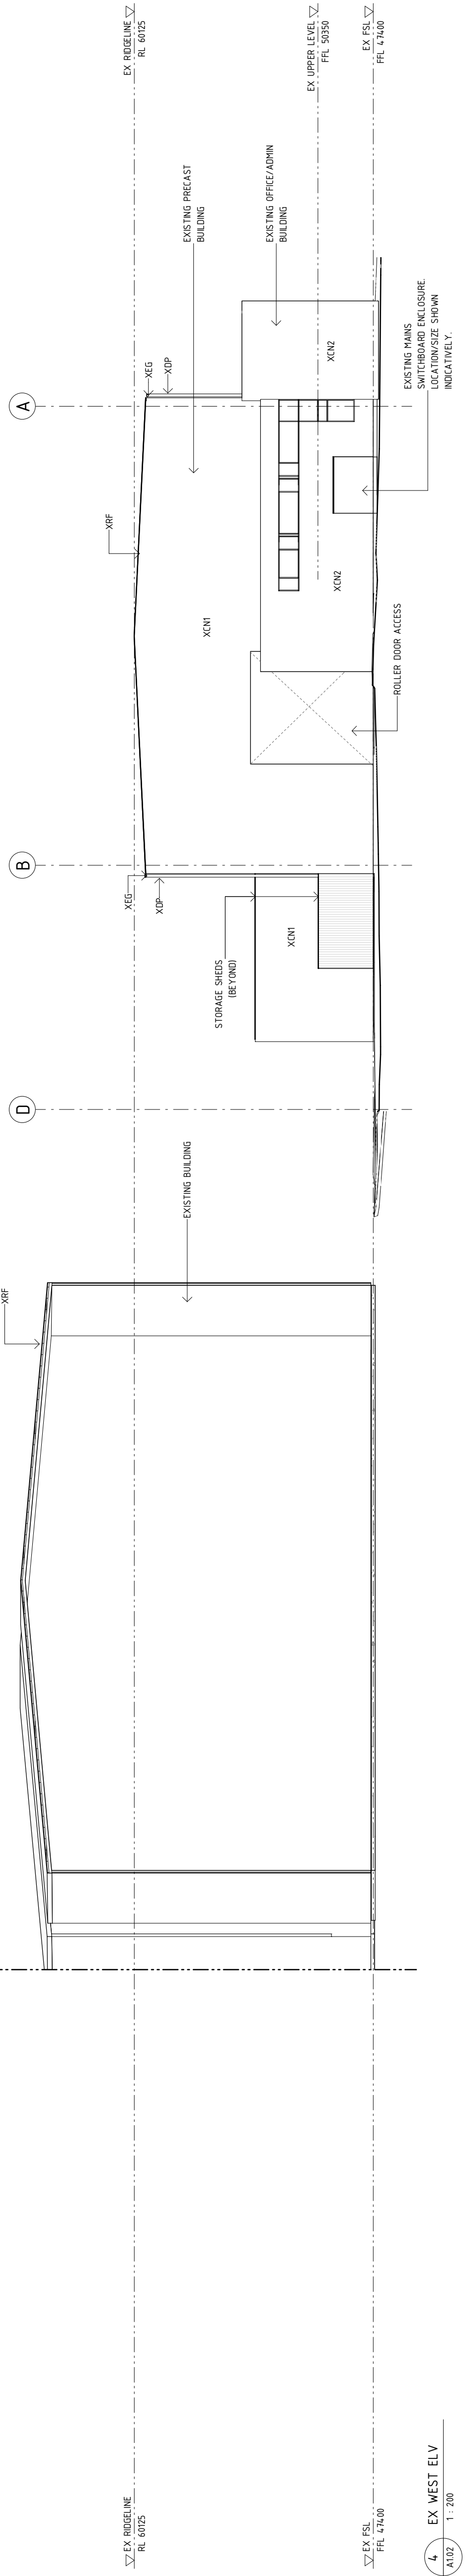 EX RIDGELINE
RL 60125
EX FSL
FFL 47400
4
A1.02
EX WEST ELV
1 : 200
XRF
EXISTING BUILDING
D
B
A
XEG
XDP
STORAGE SHEDS
(BEYOND)
XCN1
XCN1
XRF
XEG
XDP
EXISTING PRECAST
BUILDING
EXISTING OFFICE/ADMIN
BUILDING
XCN2
XCN2
ROLLER DOOR ACCESS
EXISTING MAINS
SWITCHBOARD ENCLOSURE.
LOCATION/SIZE SHOWN
INDICATIVELY.
EX RIDGELINE
RL 60125
EX UPPER LEVEL
FFL 50350
EX FSL
FFL 47400